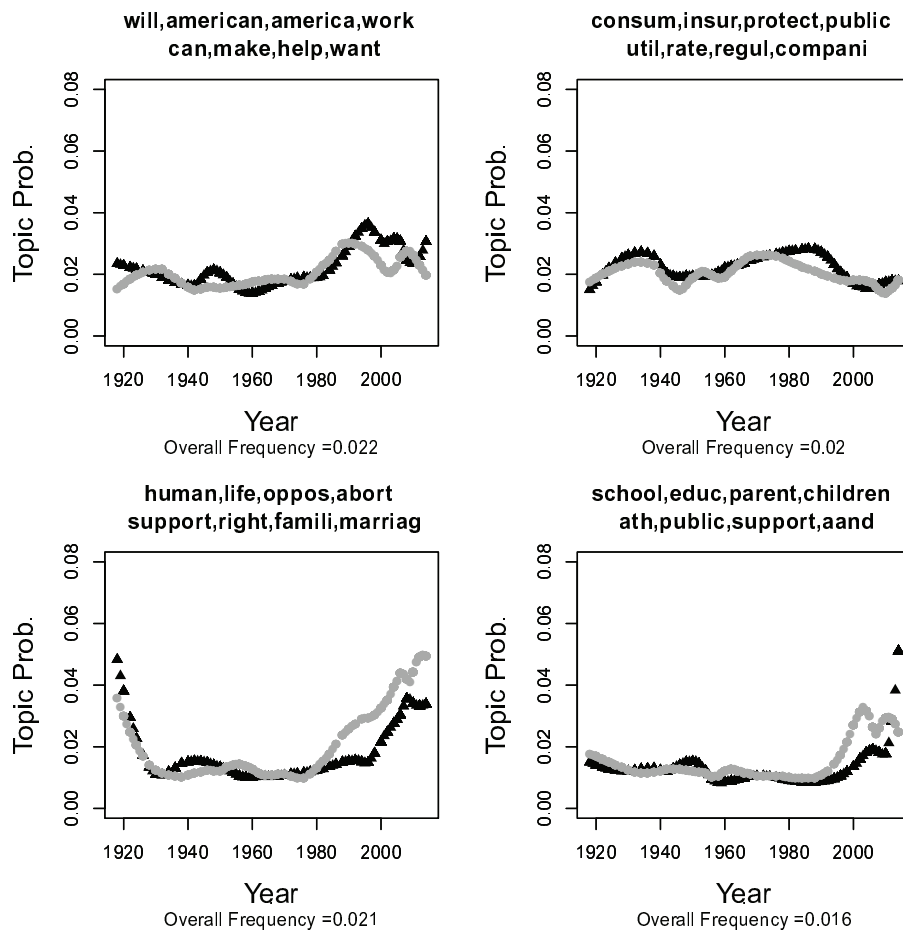 will,american,america,work
can,make,help,want
Topic Prob.
0.08
0.06
0.04
0.02
0.00
1920 1940 1960 1980 2000
Year
Overall Frequency =0.022
consum,insur,protect,public
util,rate,regul,compani
Topic Prob.
0.08
0.06
0.04
0.02
0.00
1920 1940 1960 1980 2000
Year
Overall Frequency =0.02
human,life,oppos,abort
support,right,famili,marriag
Topic Prob.
0.08
0.06
0.04
0.02
0.00
1920 1940 1960 1980 2000
Year
Overall Frequency =0.021
school,educ,parent,children
ath,public,support,aand
Topic Prob.
0.08
0.06
0.04
0.02
0.00
1920 1940 1960 1980 2000
Year
Overall Frequency =0.016